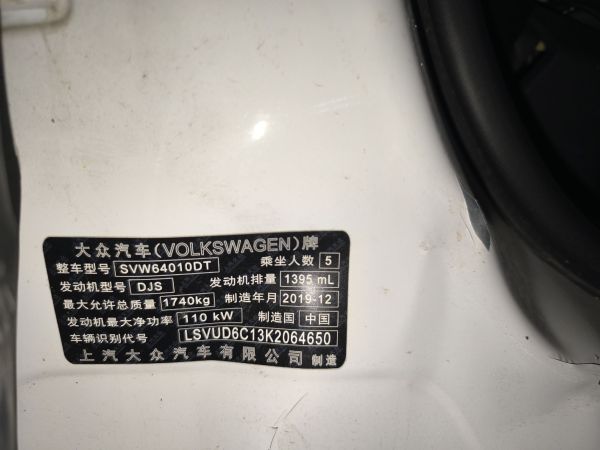 大众汽车(VOLKSWAGEN)牌
整车型号 SVW64010DT 乘坐人数 5
发动机型号 DJS 发动机排量 1395 mL
最大允许总质量 1740kg 制造年月 2019-12
发动机最大净功率 110 kW 制造国 中国
车辆识别代号 LSVUD6C13K2064650
上汽大众汽车有限公司 制造